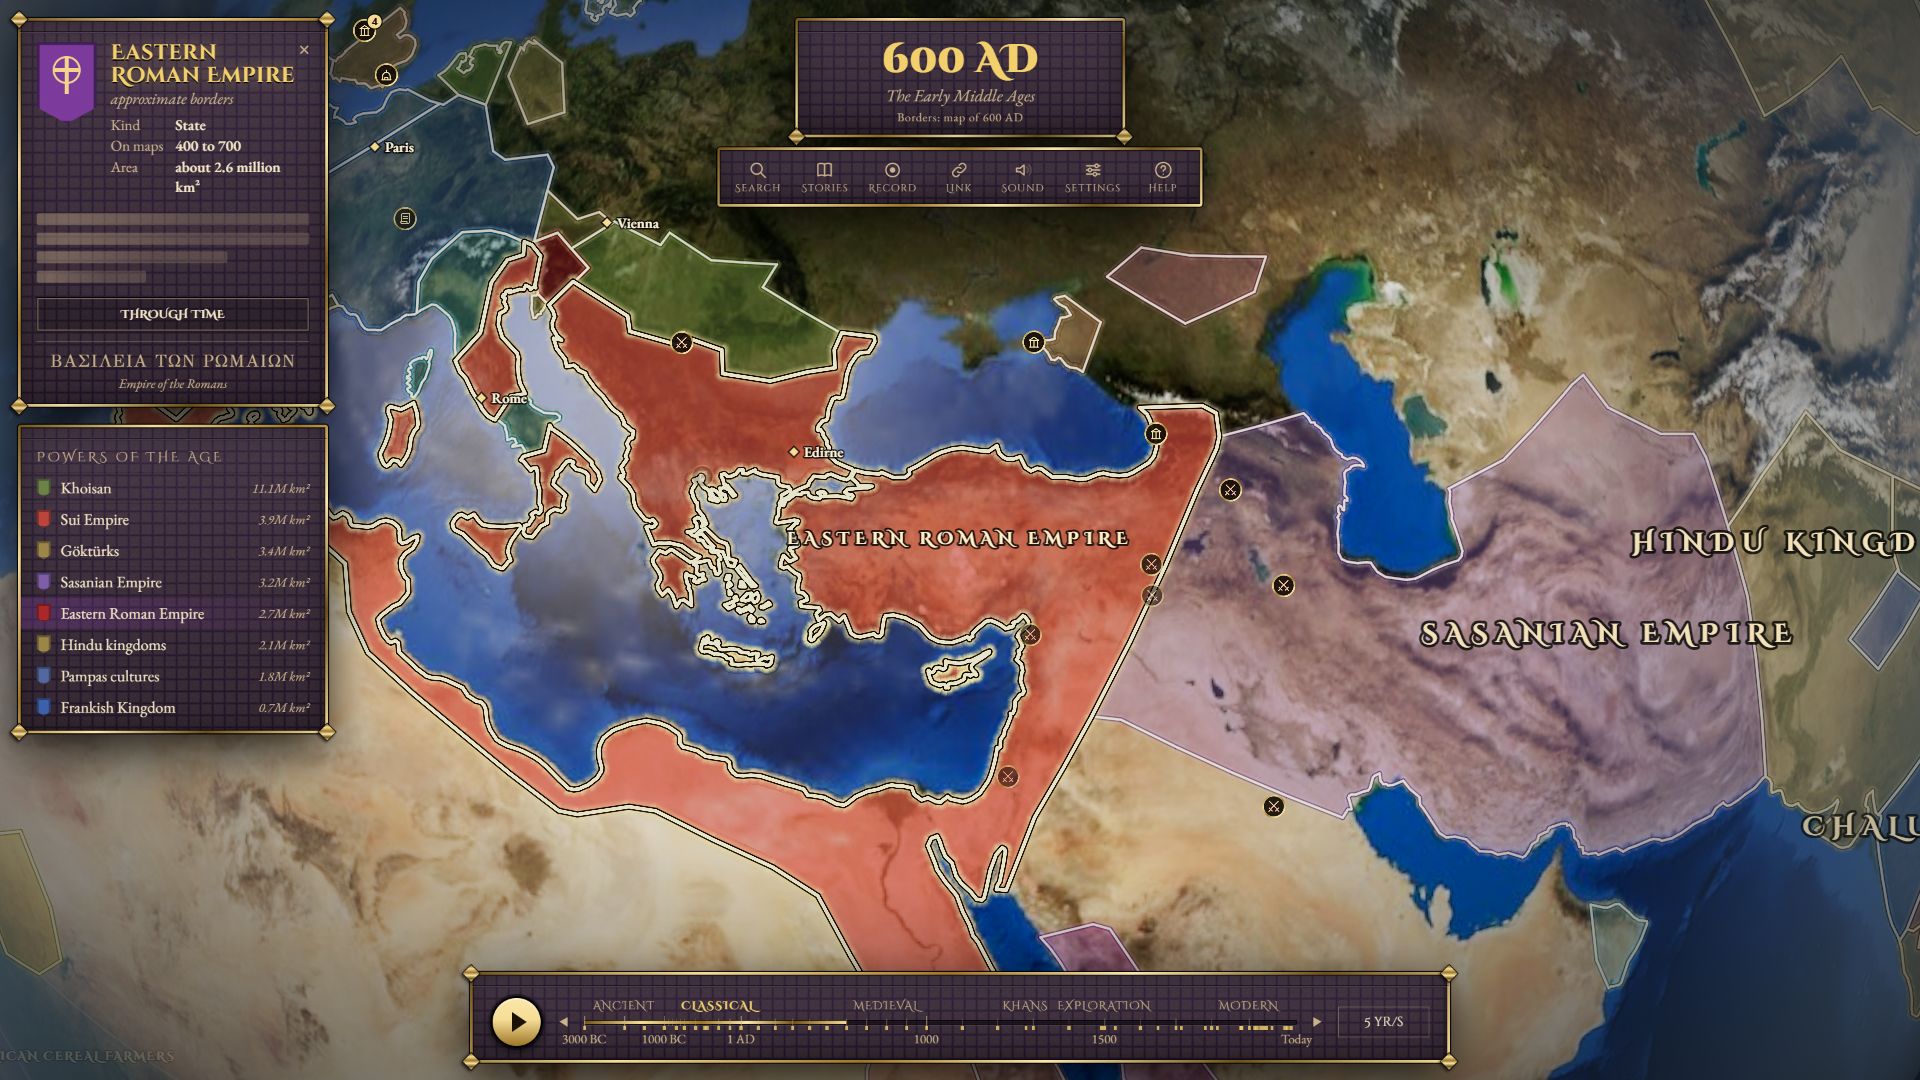 EASTERN
ROMAN EMPIRE
×
approximate borders
Kind State
On maps 400 to 700
Area about 2.6 million
km²
THROUGH TIME
ΒΑΣΙΛΕΙΑ ΤΩΝ ΡΩΜΑΙΩΝ
Empire of the Romans
POWERS OF THE AGE
Khoisan 11.1M km²
Sui Empire 3.9M km²
Göktürks 3.4M km²
Sasanian Empire 3.2M km²
Eastern Roman Empire 2.7M km²
Hindu kingdoms 2.1M km²
Pampas cultures 1.8M km²
Frankish Kingdom 0.7M km²
4
600 AD
The Early Middle Ages
Borders: map of 600 AD
SEARCH STORIES RECORD LINK SOUND SETTINGS HELP
Paris
Vienna
Rome
Edirne
EASTERN ROMAN EMPIRE
HINDU KINGD
SASANIAN EMPIRE
CHALU
ICAN CEREAL FARMERS
ANCIENT CLASSICAL MEDIEVAL KHANS EXPLORATION MODERN
3000 BC 1000 BC 1 AD 1000 1500 Today
5 YR/S